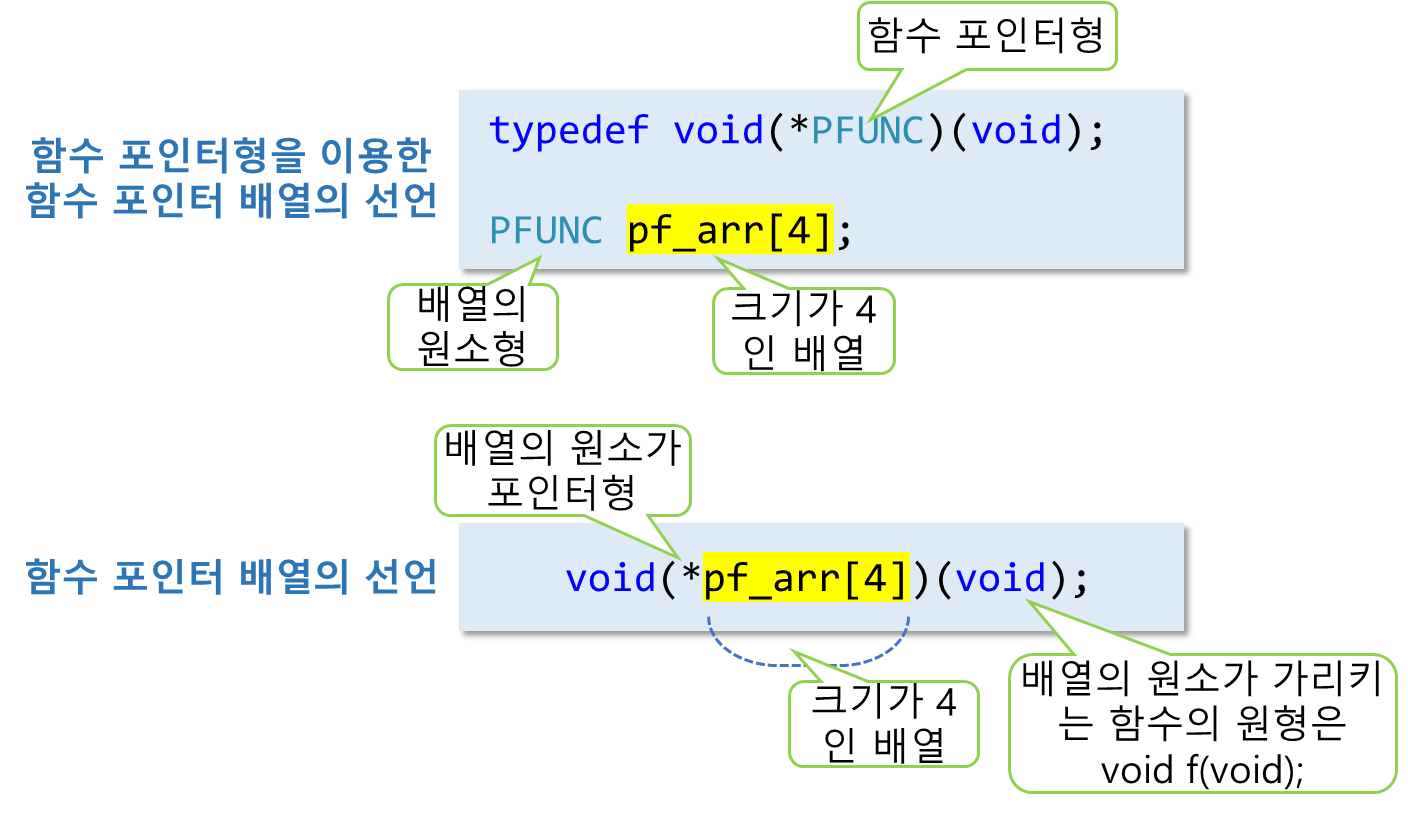 함수 포인터형
typedef void(*PFUNC)(void);
함수 포인터형을 이용한
함수 포인터 배열의 선언
PFUNC pf_arr[4];
배열의
원소형
크기가 4
인 배열
배열의 원소가
포인터형
함수 포인터 배열의 선언
void(*pf_arr[4])(void);
크기가 4
인 배열
배열의 원소가 가리키
는 함수의 원형은
void f(void);